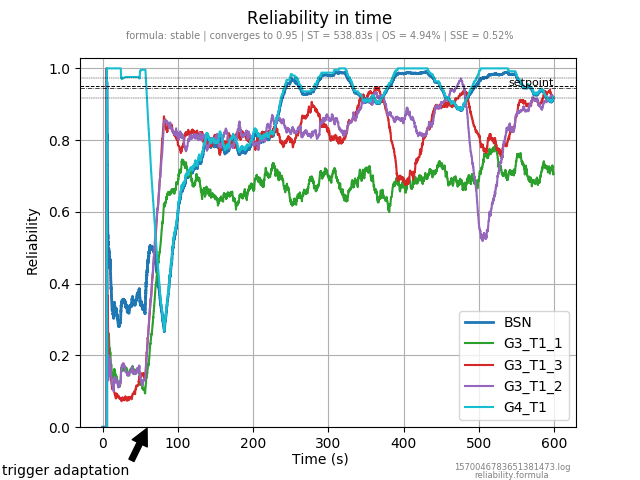 Reliability in time
formula: stable | converges to 0.95 | ST = 538.83s | OS = 4.94% | SSE = 0.52%
1.0
setpoint
0.8
0.6
Reliability
0.4
0.2
0.0
BSN
G3_T1_1
G3_T1_3
G3_T1_2
G4_T1
0 100 200 300 400 500 600
Time (s)
trigger adaptation
1570046783651381473.log
reliability.formula